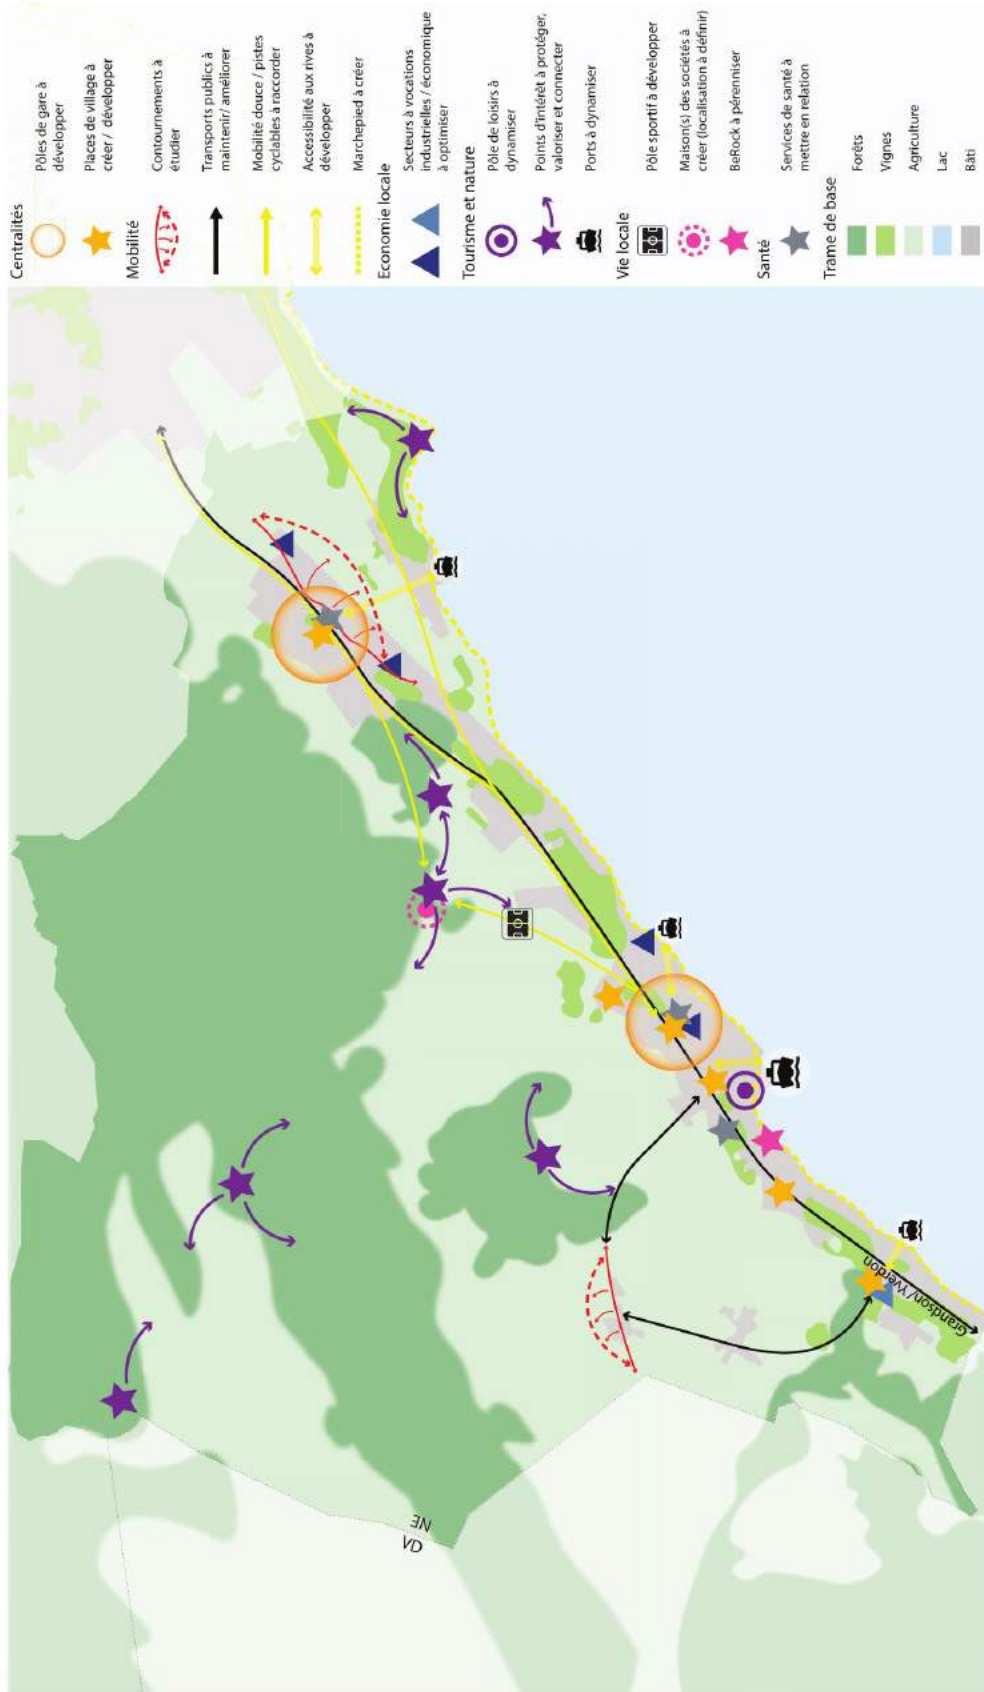 Centralités
Pôles de gare à
développer
Places de village à
créer / développer
Mobilité
Contournements à
étudier
Transports publics à
maintenir/ améliorer
Mobilité douce / pistes
cyclables à raccorder
Accessibilité aux rives à
développer
Marchepied à créer
Economie locale
Secteurs à vocations
industrielles / économique
à optimiser
Tourisme et nature
Pôle de loisirs à
dynamiser
Points d'intérêt à protéger,
valoriser et connecter
Ports à dynamiser
Vie locale
Pôle sportif à développer
Maison(s) des sociétés à
créer (localisation à définir)
BeRock à pérenniser
Santé
Services de santé à
mettre en relation
Trame de base
Forêts
Vignes
Agriculture
Lac
Bâti
NE
VD
Grandson/Yverdon